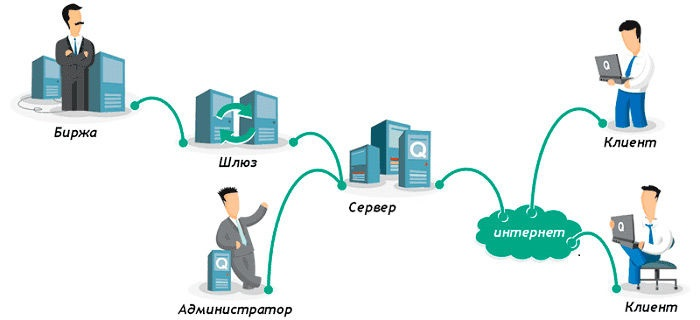 Q
Биржа
Шлюз
Q
Клиент
Сервер
интернет
Q
Q
Администратор
Клиент